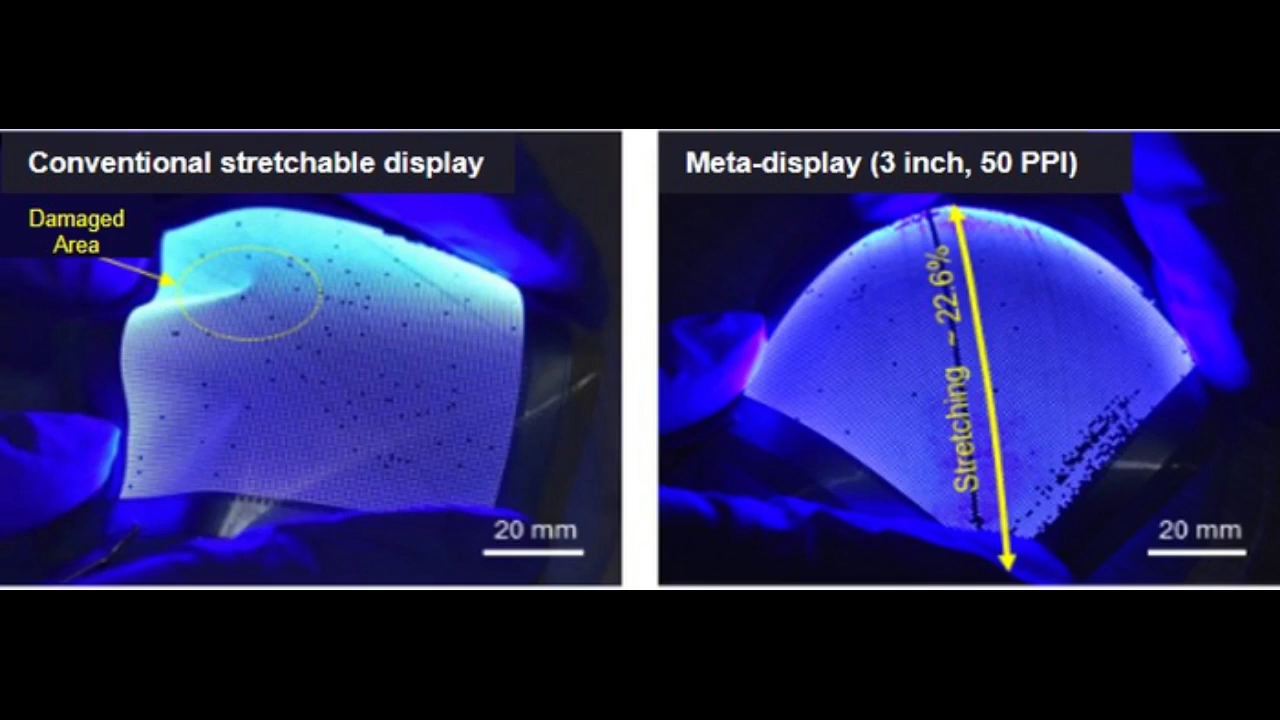 Conventional stretchable display
Damaged
Area
20 mm
Meta-display (3 inch, 50 PPI)
Stretching ~ 22.6%
20 mm